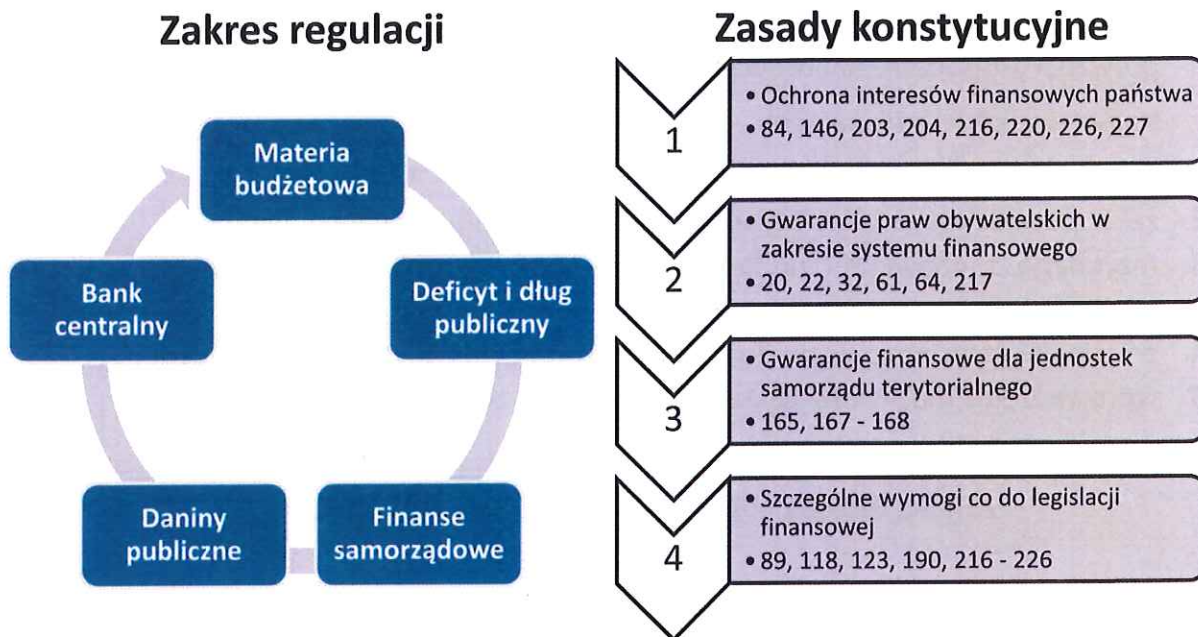 Zakres regulacji
Materia
budżetowa
Deficyt i dług
publiczny
Finanse
samorządowe
Daniny
publiczne
Bank
centralny
Zasady konstytucyjne
1
• Ochrona interesów finansowych państwa
• 84, 146, 203, 204, 216, 220, 226, 227
2
• Gwarancje praw obywatelskich w
zakresie systemu finansowego
• 20, 22, 32, 61, 64, 217
3
• Gwarancje finansowe dla jednostek
samorządu terytorialnego
• 165, 167 - 168
4
• Szczególne wymogi co do legislacji
finansowej
• 89, 118, 123, 190, 216 - 226